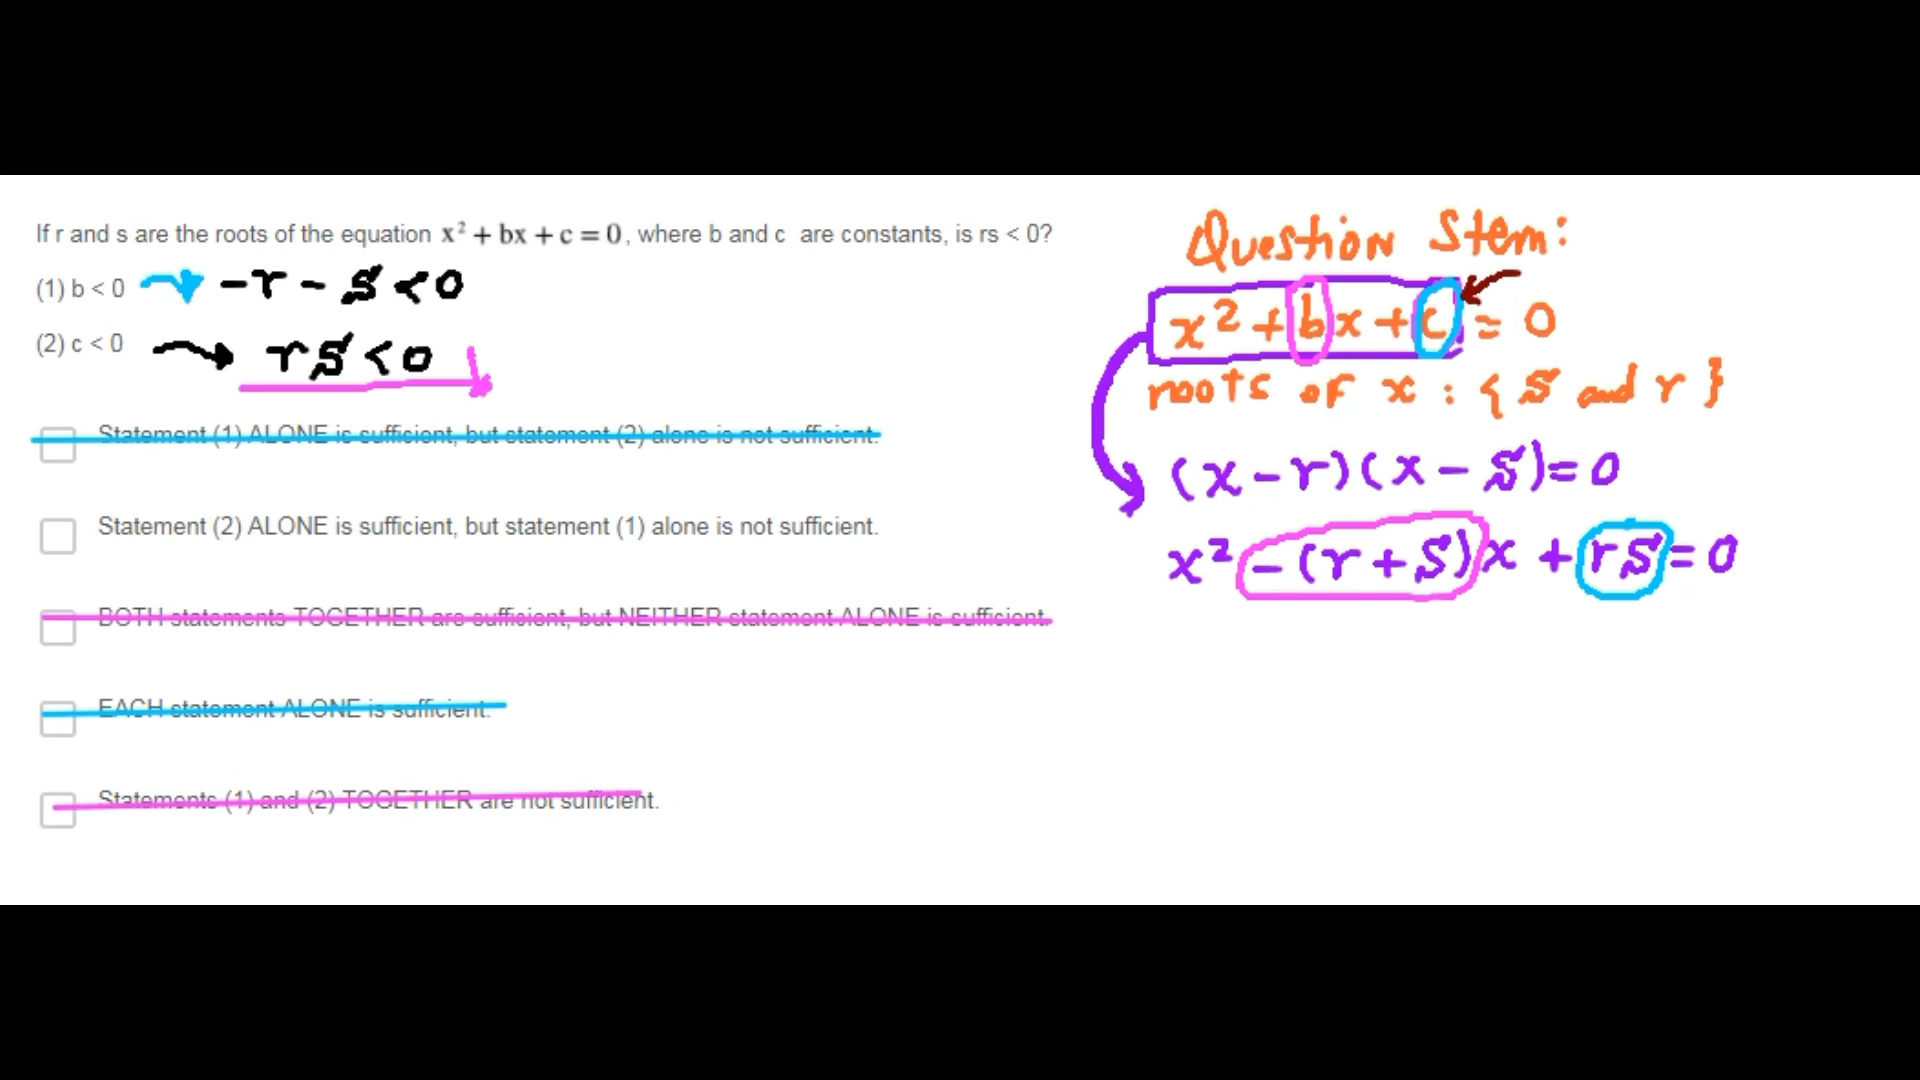 If r and s are the roots of the equation x² + bx + c = 0, where b and c are constants, is rs < 0?
(1) b < 0 -r - s < 0
(2) c < 0 rs < 0
Statement (1) ALONE is sufficient, but statement (2) alone is not sufficient.
Statement (2) ALONE is sufficient, but statement (1) alone is not sufficient.
BOTH statements TOGETHER are sufficient, but NEITHER statement ALONE is sufficient.
EACH statement ALONE is sufficient.
Statements (1) and (2) TOGETHER are not sufficient.
Question Stem:
x² + bx + c = 0
roots of x : { s and r }
(x - r)(x - s) = 0
x² - (r + s)x + rs = 0